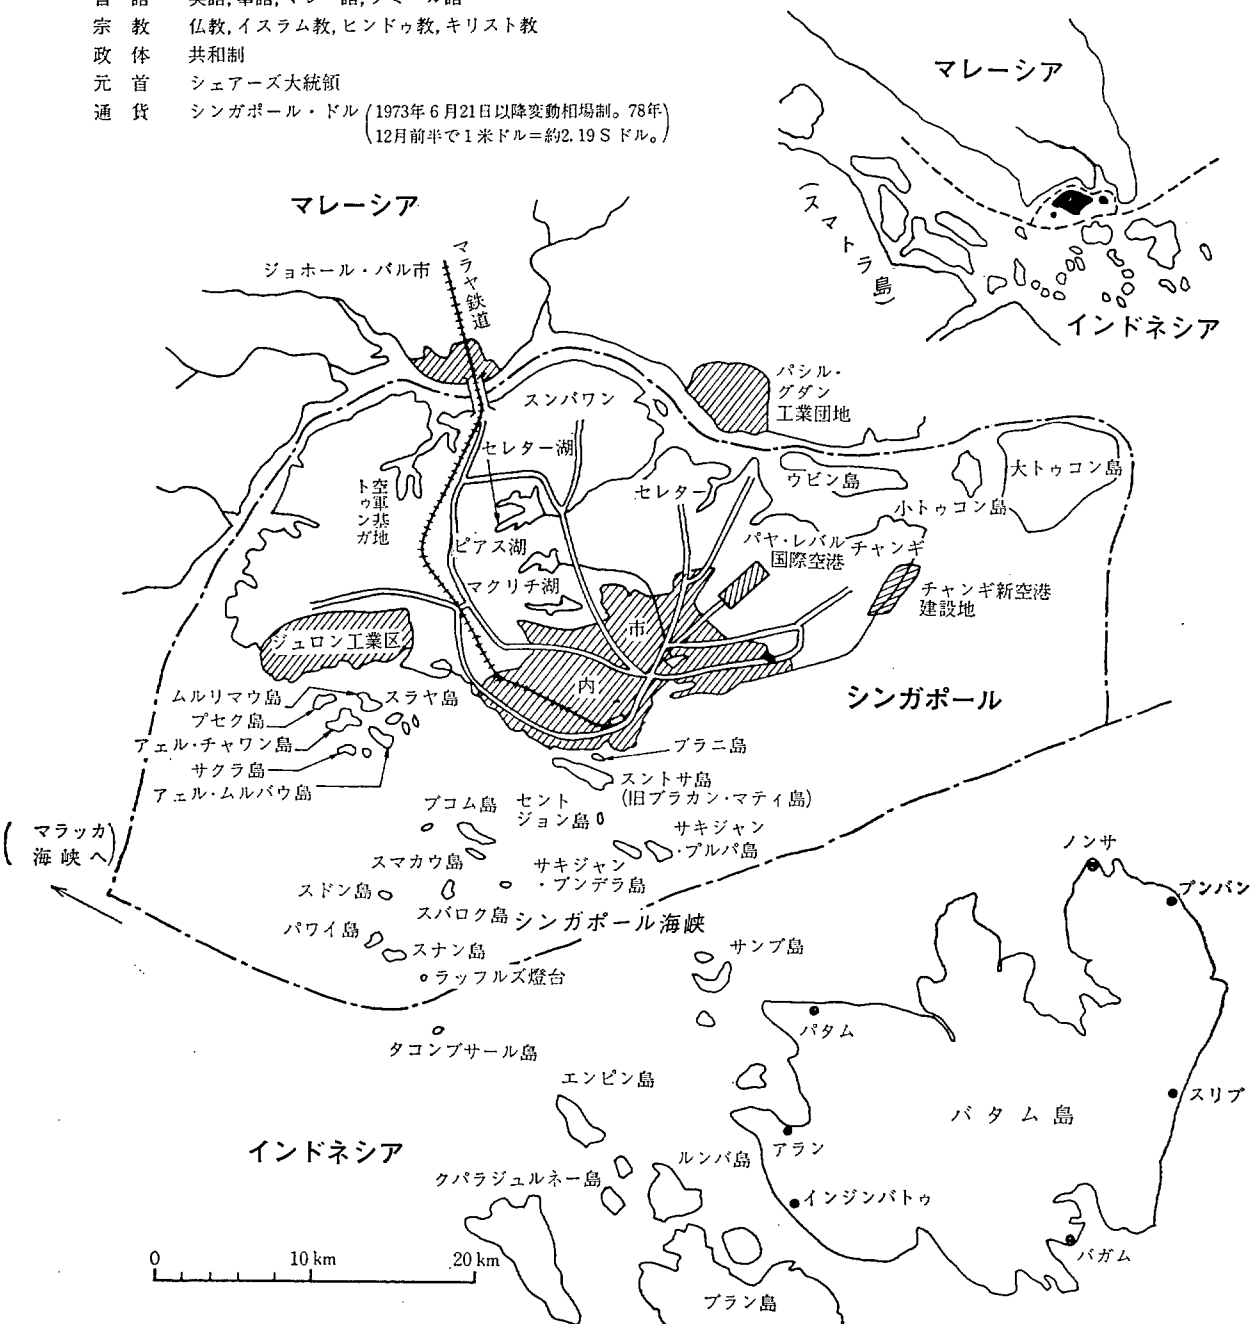 宗教 仏教,イスラム教,ヒンドゥ教,キリスト教
政体 共和制
元首 シェアーズ大統領
通貨 シンガポール・ドル(1973年6月21日以降変動相場制。78年
12月前半で1米ドル=約2.19Sドル。)
マレーシア
(スマトラ島)
インドネシア
マレーシア
マラヤ鉄道
ジョホール・バル市
パシル・
グダン
工業団地
スンバワン
セレター湖
セレター
ウビン島
大トゥコン島
小トゥコン島
空軍基地
トゥンガ
ピアス湖
パヤ・レバル
国際空港
チャンギ
マクリチ湖
チャンギ新空港
建設地
市
内
ジュロン工業区
シンガポール
ムルリマウ島
スラヤ島
プセク島
アェル・チャワン島
サクラ島
アェル・ムルバウ島
ブラニ島
スントサ島
(旧ブラカン・マティ島)
ブコム島
セント
ジョン島
サキジャン
・プルパ島
(マラッカ
海峡へ)
スマカウ島
サキジャン
・ブンデラ島
スドン島
スバロク島
シンガポール海峡
パワイ島
スナン島
ラッフルズ燈台
サンブ島
ノンサ
ブンバン
パタム
タコンブサール島
エンピン島
スリブ
バタム島
アラン
インドネシア
ルンバ島
クパラジュルネー島
インジンバトゥ
バガム
ブラン島
0 10km 20km